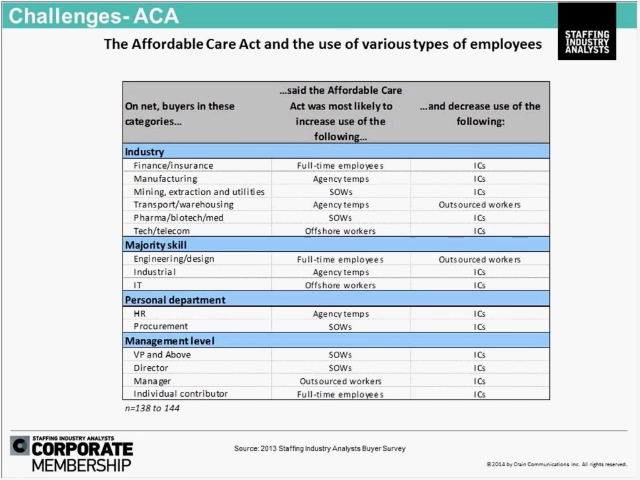 Challenges- ACA
The Affordable Care Act and the use of various types of employees
STAFFING
INDUSTRY
ANALYSTS
On net, buyers in these categories… …said the Affordable Care Act was most likely to increase use of the following… …and decrease use of the following:
Industry
Finance/insurance Full-time employees ICs
Manufacturing Agency temps ICs
Mining, extraction and utilities SOWs ICs
Transport/warehousing Agency temps Outsourced workers
Pharma/biotech/med SOWs ICs
Tech/telecom Offshore workers ICs
Majority skill
Engineering/design Full-time employees Outsourced workers
Industrial Agency temps ICs
IT Offshore workers ICs
Personal department
HR Agency temps ICs
Procurement SOWs ICs
Management level
VP and Above SOWs ICs
Director SOWs ICs
Manager Outsourced workers ICs
Individual contributor Full-time employees ICs
n=138 to 144
STAFFING INDUSTRY ANALYSTS
CORPORATE
MEMBERSHIP
Source: 2013 Staffing Industry Analysts Buyer Survey
©2014 by Crain Communications Inc. All rights reserved.